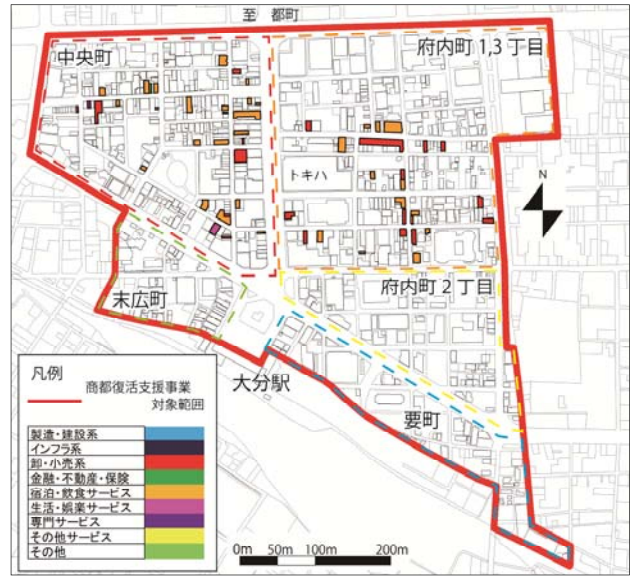 至 都町
中央町
府内町 1,3 丁目
トキハ
N
末広町
府内町 2 丁目
大分駅
要町
凡例
商都復活支援事業
対象範囲
製造・建設系
インフラ系
卸・小売系
金融・不動産・保険
宿泊・飲食サービス
生活・娯楽サービス
専門サービス
その他サービス
その他
0m 50m 100m 200m